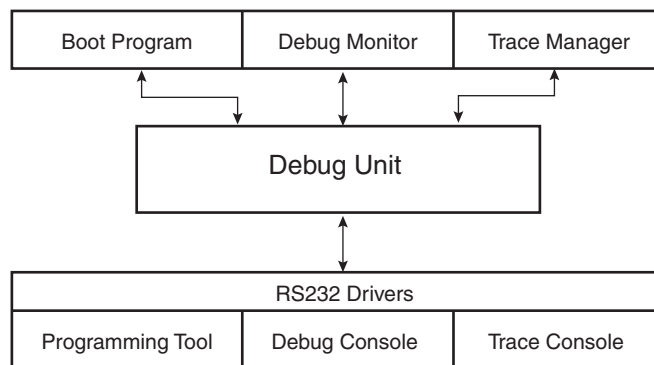 Boot Program Debug Monitor Trace Manager
Debug Unit
RS232 Drivers
Programming Tool Debug Console Trace Console